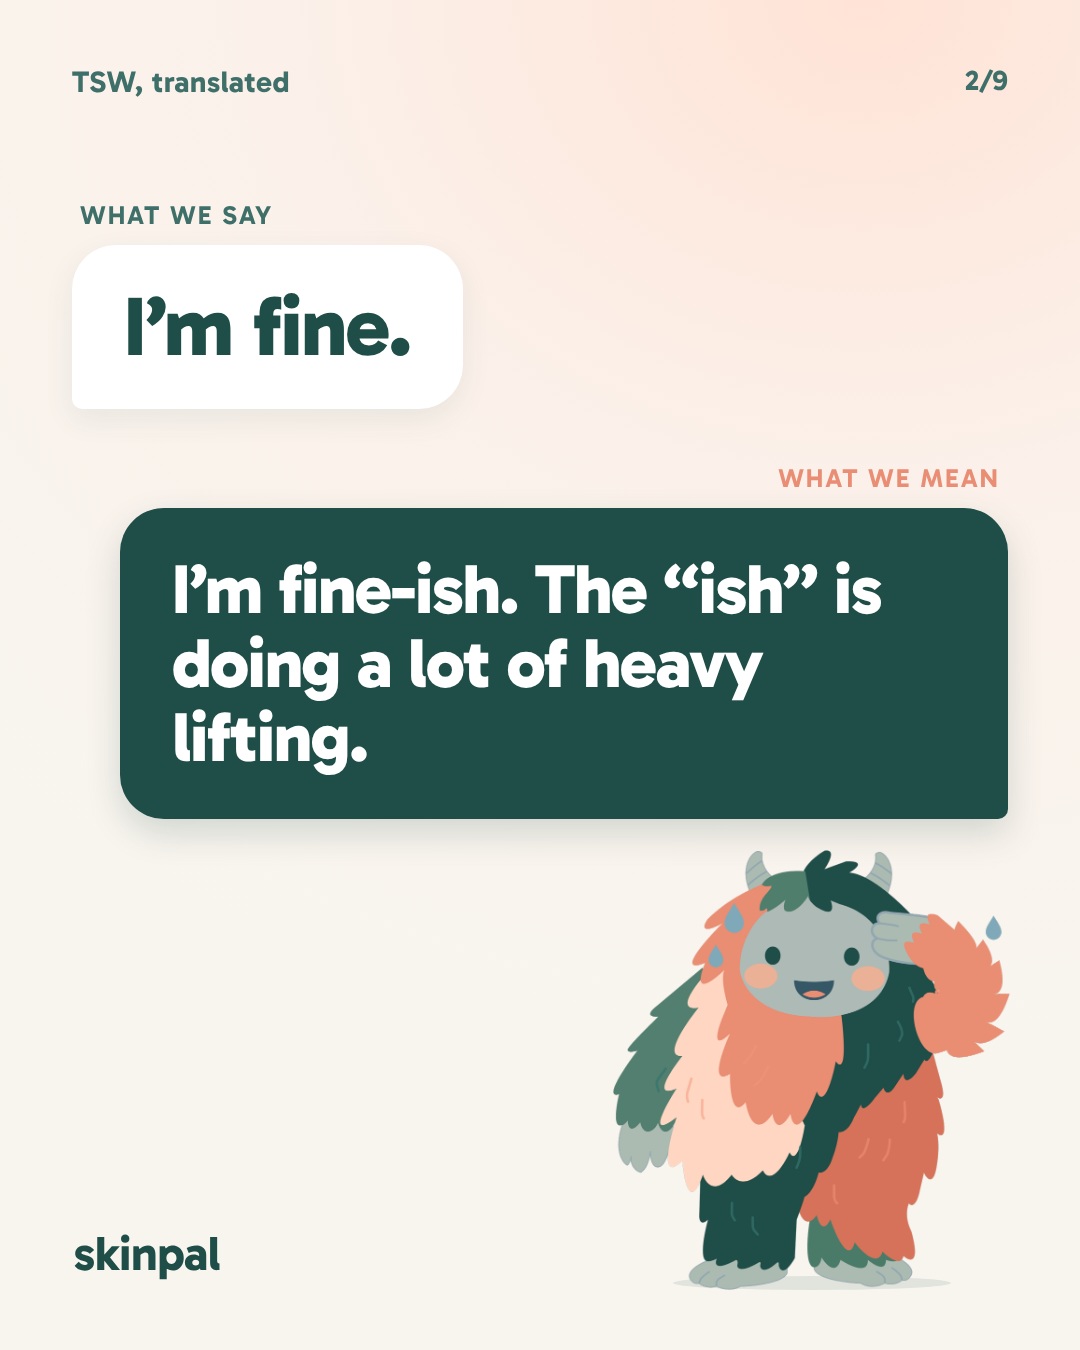 TSW, translated
2/9
WHAT WE SAY
I’m fine.
WHAT WE MEAN
I’m fine-ish. The “ish” is
doing a lot of heavy
lifting.
skinpal